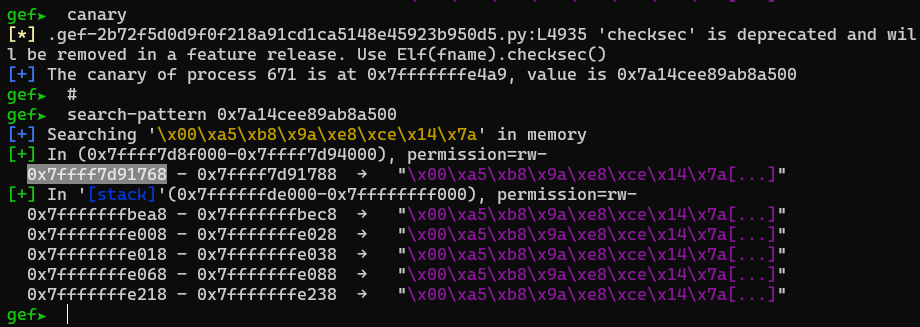 gef➤  canary
[*] .gef-2b72f5d0d9f0f218a91cd1ca5148e45923b950d5.py:L4935 'checksec' is deprecated and wil
l be removed in a feature release. Use Elf(fname).checksec()
[+] The canary of process 671 is at 0x7fffffffe4a9, value is 0x7a14cee89ab8a500
gef➤  #
gef➤  search-pattern 0x7a14cee89ab8a500
[+] Searching '\x00\xa5\xb8\x9a\xe8\xce\x14\x7a' in memory
[+] In (0x7ffff7d8f000-0x7ffff7d94000), permission=rw-
  0x7ffff7d91768 - 0x7ffff7d91788  →   "\x00\xa5\xb8\x9a\xe8\xce\x14\x7a[...]"
[+] In '[stack]'(0x7ffffffde000-0x7ffffffff000), permission=rw-
  0x7fffffffbea8 - 0x7fffffffbec8  →   "\x00\xa5\xb8\x9a\xe8\xce\x14\x7a[...]"
  0x7fffffffe008 - 0x7fffffffe028  →   "\x00\xa5\xb8\x9a\xe8\xce\x14\x7a[...]"
  0x7fffffffe018 - 0x7fffffffe038  →   "\x00\xa5\xb8\x9a\xe8\xce\x14\x7a[...]"
  0x7fffffffe068 - 0x7fffffffe088  →   "\x00\xa5\xb8\x9a\xe8\xce\x14\x7a[...]"
  0x7fffffffe218 - 0x7fffffffe238  →   "\x00\xa5\xb8\x9a\xe8\xce\x14\x7a[...]"
gef➤